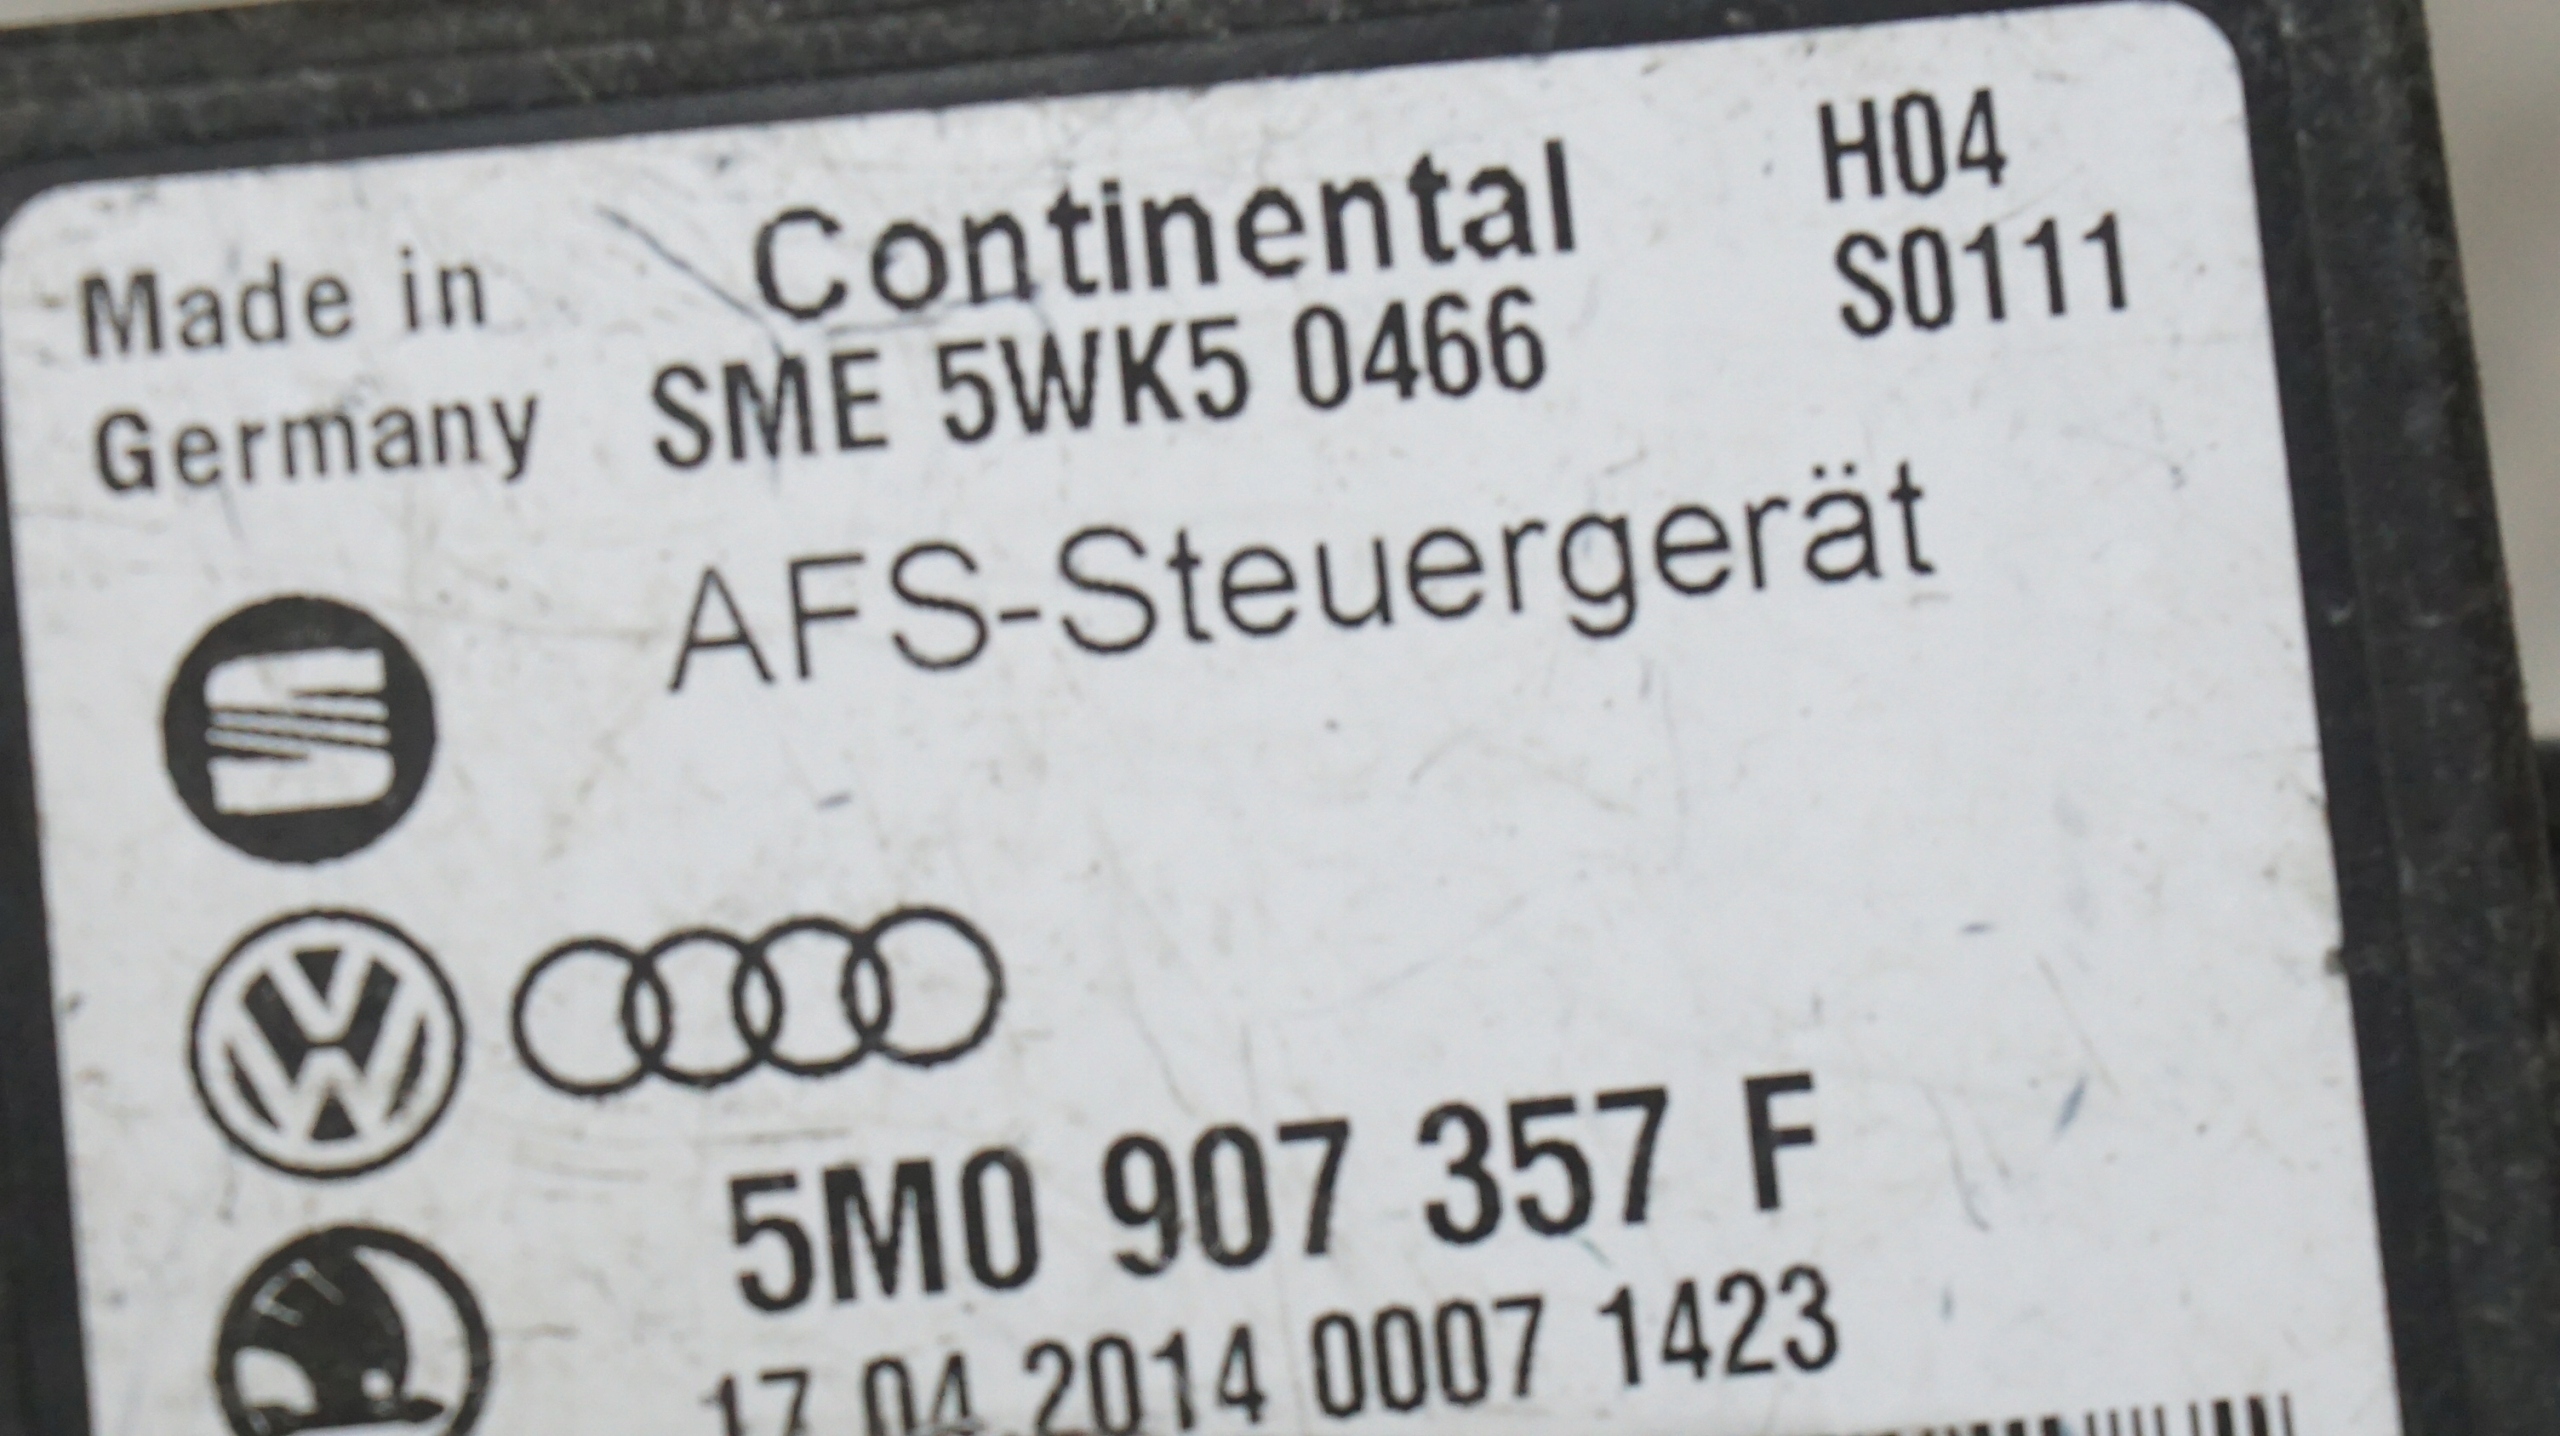 Continental
H04
Made in
SME 5WK5 0466
S0111
Germany
AFS-Steuergerät
5M0 907 357 F
17.04.2014 0007 1423